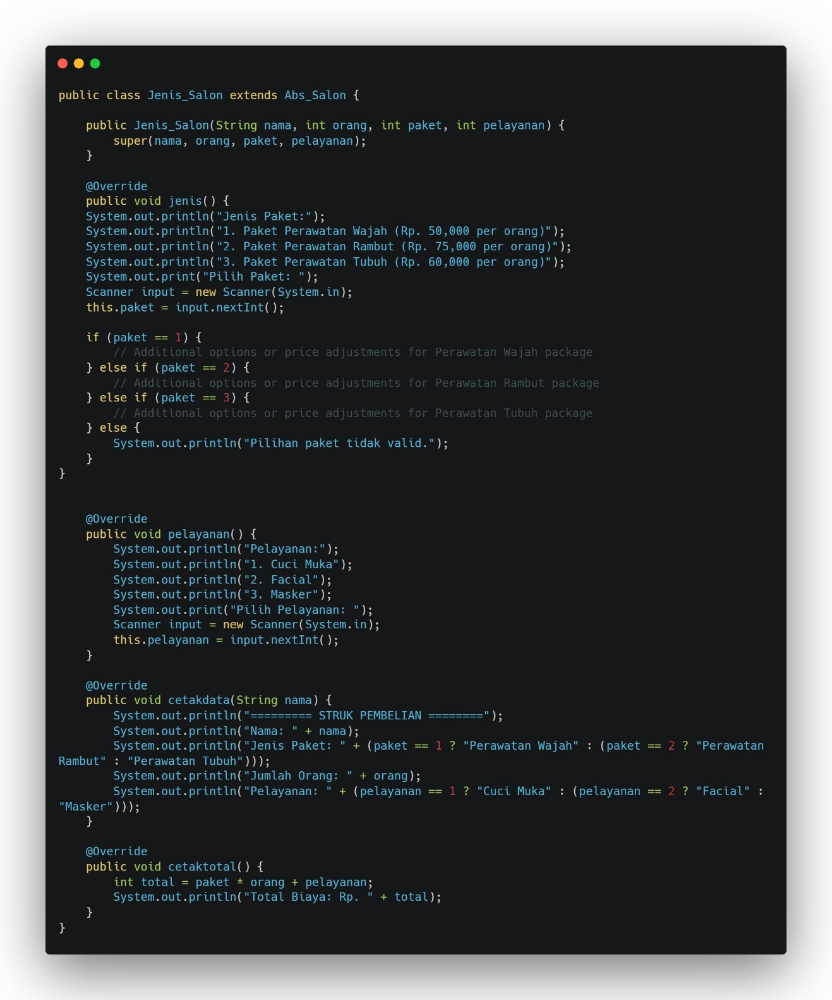 public class Jenis_Salon extends Abs_Salon {
    public Jenis_Salon(String nama, int orang, int paket, int pelayanan) {
        super(nama, orang, paket, pelayanan);
    }
    @Override
    public void jenis() {
    System.out.println("Jenis Paket:");
    System.out.println("1. Paket Perawatan Wajah (Rp. 50,000 per orang)");
    System.out.println("2. Paket Perawatan Rambut (Rp. 75,000 per orang)");
    System.out.println("3. Paket Perawatan Tubuh (Rp. 60,000 per orang)");
    System.out.print("Pilih Paket: ");
    Scanner input = new Scanner(System.in);
    this.paket = input.nextInt();
    if (paket == 1) {
        // Additional options or price adjustments for Perawatan Wajah package
    } else if (paket == 2) {
        // Additional options or price adjustments for Perawatan Rambut package
    } else if (paket == 3) {
        // Additional options or price adjustments for Perawatan Tubuh package
    } else {
        System.out.println("Pilihan paket tidak valid.");
    }
}
    @Override
    public void pelayanan() {
        System.out.println("Pelayanan:");
        System.out.println("1. Cuci Muka");
        System.out.println("2. Facial");
        System.out.println("3. Masker");
        System.out.print("Pilih Pelayanan: ");
        Scanner input = new Scanner(System.in);
        this.pelayanan = input.nextInt();
    }
    @Override
    public void cetakdata(String nama) {
        System.out.println("========= STRUK PEMBELIAN ========");
        System.out.println("Nama: " + nama);
        System.out.println("Jenis Paket: " + (paket == 1 ? "Perawatan Wajah" : (paket == 2 ? "Perawatan
Rambut" : "Perawatan Tubuh")));
        System.out.println("Jumlah Orang: " + orang);
        System.out.println("Pelayanan: " + (pelayanan == 1 ? "Cuci Muka" : (pelayanan == 2 ? "Facial" :
"Masker")));
    }
    @Override
    public void cetaktotal() {
        int total = paket * orang + pelayanan;
        System.out.println("Total Biaya: Rp. " + total);
    }
}